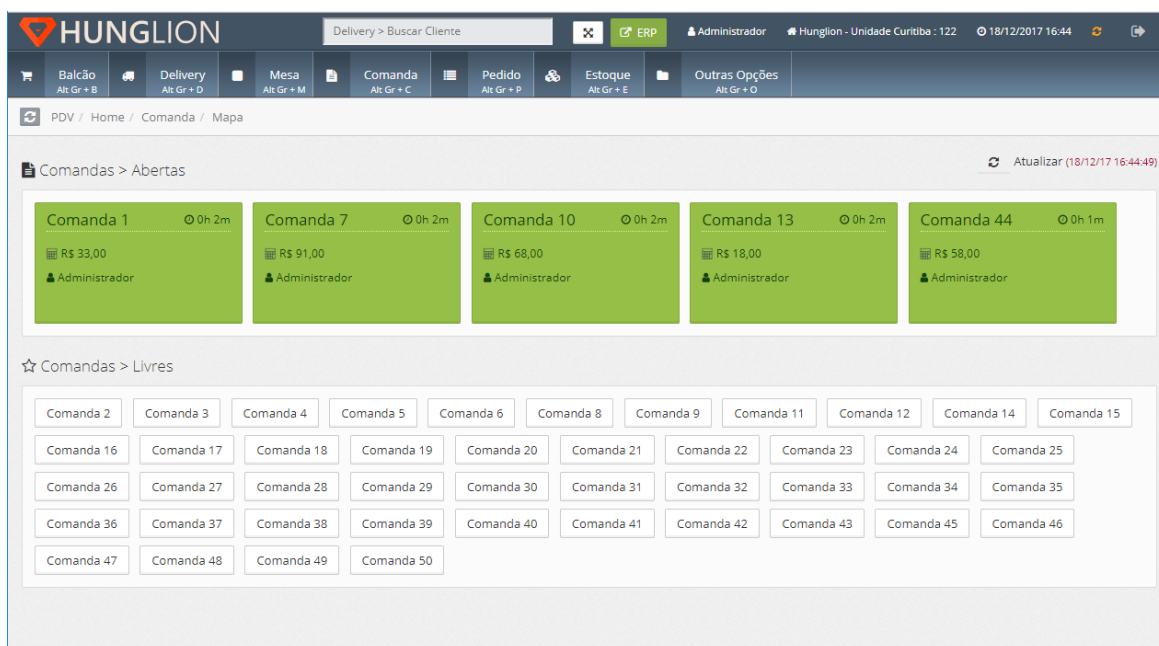 HUNGLION Delivery > Buscar Cliente ERP Administrador Hunglion - Unidade Curitiba : 122 18/12/2017 16:44
Balcão Delivery Mesa Comanda Pedido Estoque Outras Opções
Alt Gr + B Alt Gr + D Alt Gr + M Alt Gr + C Alt Gr + P Alt Gr + E Alt Gr + O
PDV / Home / Comanda / Mapa
Comandas > Abertas Atualizar (18/12/17 16:44:49)
Comanda 1 0h 2m Comanda 7 0h 2m Comanda 10 0h 2m Comanda 13 0h 2m Comanda 44 0h 1m
R$ 33,00 R$ 91,00 R$ 68,00 R$ 18,00 R$ 58,00
Administrador Administrador Administrador Administrador Administrador
Comandas > Livres
Comanda 2 Comanda 3 Comanda 4 Comanda 5 Comanda 6 Comanda 8 Comanda 9 Comanda 11 Comanda 12 Comanda 14 Comanda 15
Comanda 16 Comanda 17 Comanda 18 Comanda 19 Comanda 20 Comanda 21 Comanda 22 Comanda 23 Comanda 24 Comanda 25
Comanda 26 Comanda 27 Comanda 28 Comanda 29 Comanda 30 Comanda 31 Comanda 32 Comanda 33 Comanda 34 Comanda 35
Comanda 36 Comanda 37 Comanda 38 Comanda 39 Comanda 40 Comanda 41 Comanda 42 Comanda 43 Comanda 45 Comanda 46
Comanda 47 Comanda 48 Comanda 49 Comanda 50